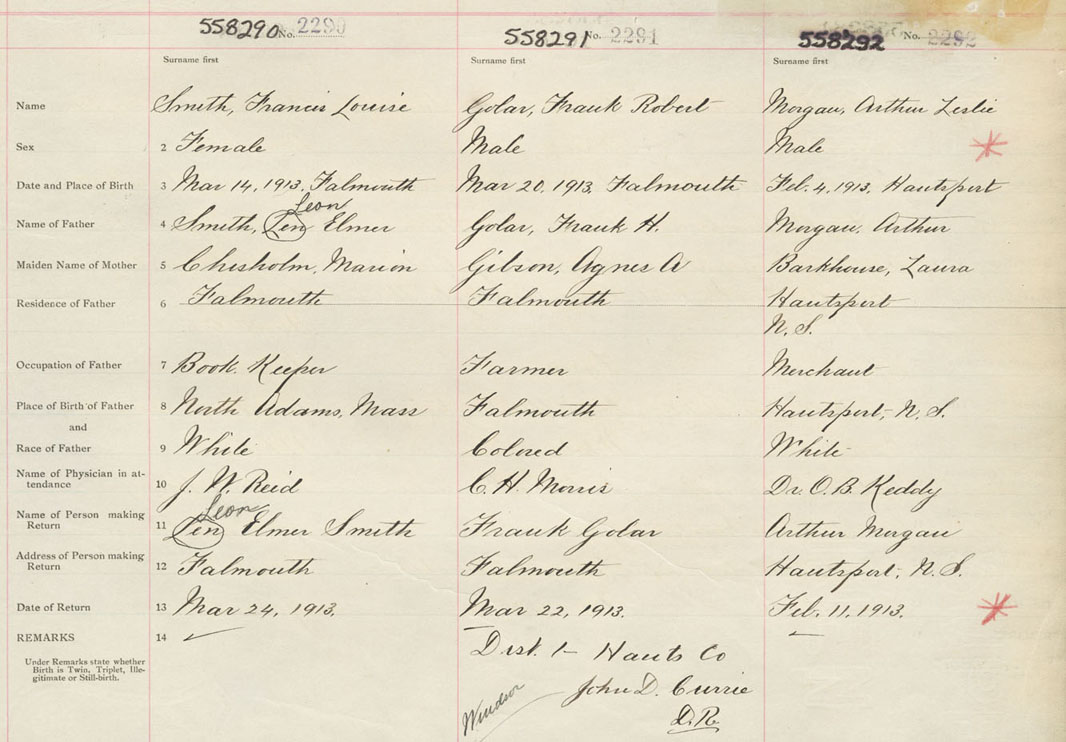 558290 No. 2290
558291 No. 2291
558292 No. 2292
Surname first Surname first Surname first
Name Smith, Francis Louise Golar, Frank Robert Morgan, Arthur Leslie
Sex 2 Female Male Male
Date and Place of Birth 3 Mar 14, 1913, Falmouth Mar 20, 1913, Falmouth Feb. 4, 1913, Hantsport
Leon
Name of Father 4 Smith, Len Elmer Golar, Frank H. Morgan, Arthur
Maiden Name of Mother 5 Chisholm, Marion Gibson, Agnes A Barkhouse, Laura
Residence of Father 6 Falmouth Falmouth Hantsport
N. S.
Occupation of Father 7 Book Keeper Farmer Merchant
Place of Birth of Father 8 North Adams, Mass Falmouth Hantsport, N. S.
and
Race of Father 9 White Colored White
Name of Physician in at-
tendance 10 J. W. Reid C. H. Morris Dr. O. B. Keddy
Leon
Name of Person making
Return 11 Len Elmer Smith Frank Golar Arthur Morgan
Address of Person making
Return 12 Falmouth Falmouth Hantsport, N. S.
Date of Return 13 Mar 24, 1913. Mar 22, 1913. Feb. 11, 1913.
REMARKS 14
Under Remarks state whether
Birth is Twin, Triplet, Ille-
gitimate or Still-birth.
Dist. 1 - Hants Co
John D. Currie
Windsor
D. R.